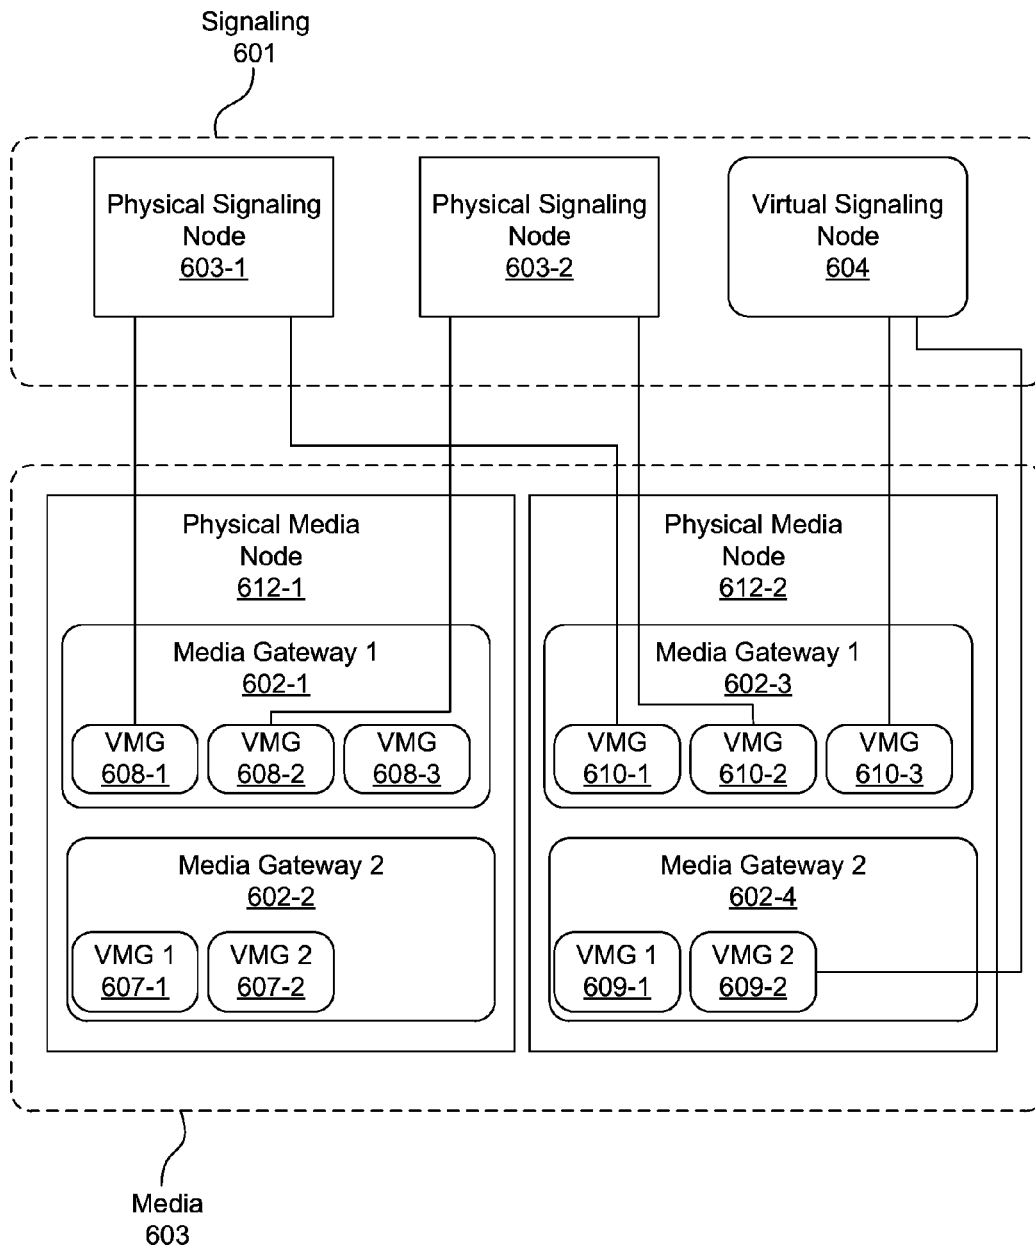 Signaling
601
Physical Signaling
Node
603-1
Physical Signaling
Node
603-2
Virtual Signaling
Node
604
Physical Media
Node
612-1
Media Gateway 1
602-1
VMG
608-1
VMG
608-2
VMG
608-3
Media Gateway 2
602-2
VMG 1
607-1
VMG 2
607-2
Physical Media
Node
612-2
Media Gateway 1
602-3
VMG
610-1
VMG
610-2
VMG
610-3
Media Gateway 2
602-4
VMG 1
609-1
VMG 2
609-2
Media
603